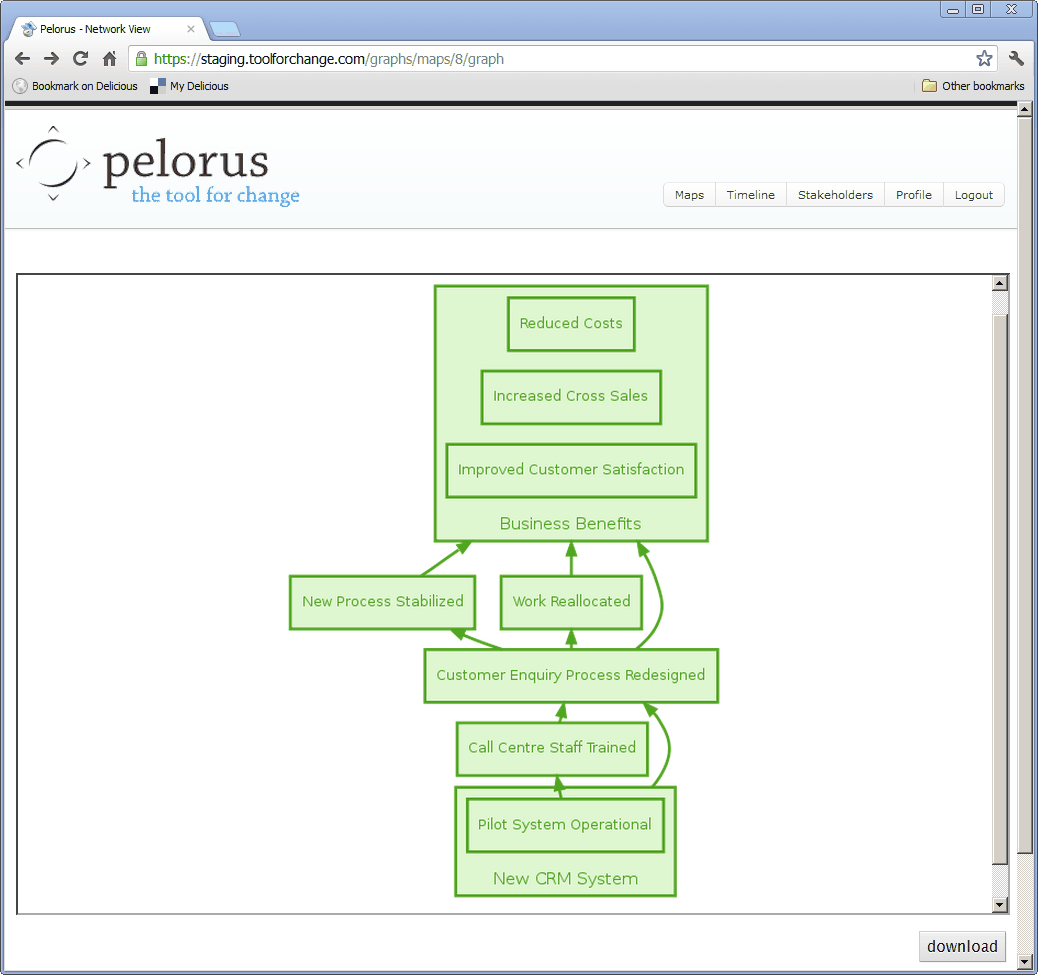 Pelorus - Network View
https://staging.toolforchange.com/graphs/maps/8/graph
Bookmark on Delicious My Delicious Other bookmarks
pelorus
the tool for change
Maps Timeline Stakeholders Profile Logout
Reduced Costs
Increased Cross Sales
Improved Customer Satisfaction
Business Benefits
New Process Stabilized Work Reallocated
Customer Enquiry Process Redesigned
Call Centre Staff Trained
Pilot System Operational
New CRM System
download